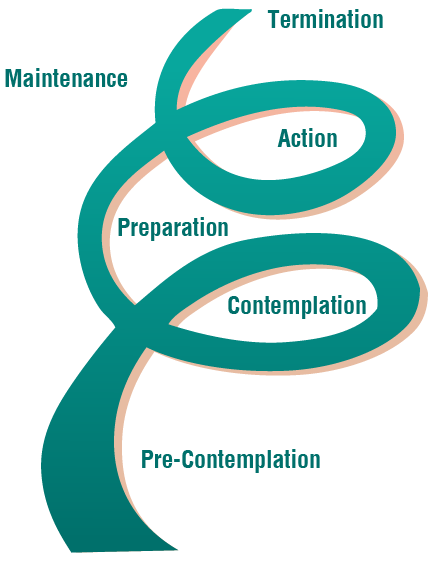 Termination
Maintenance
Action
Preparation
Contemplation
Pre-Contemplation